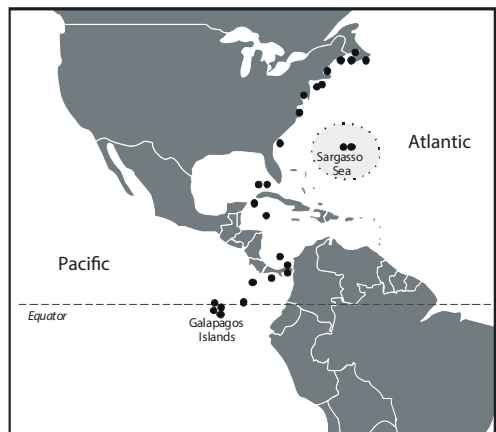 Atlantic
Sargasso
Sea
Pacific
Equator
Galapagos
Islands